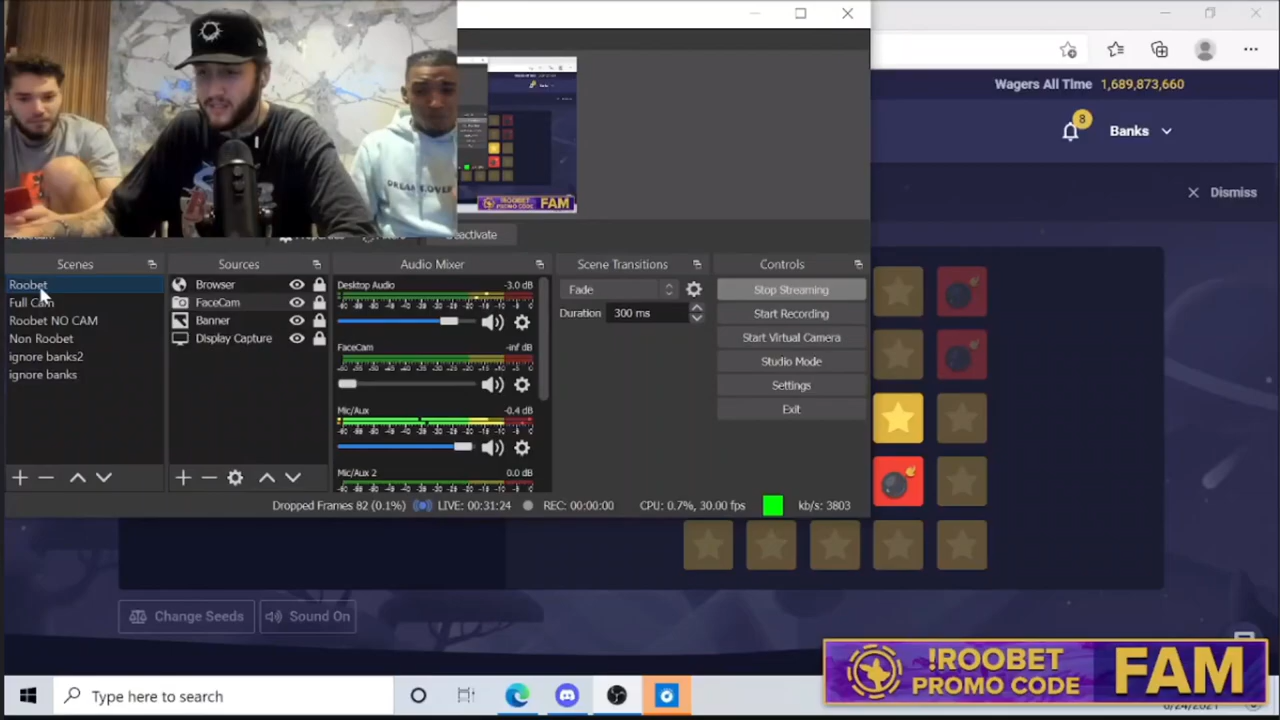 Wagers All Time 1,689,873,660
8
Banks
Dismiss
DREAM OVER
!ROOBET
PROMO CODE
FAM
Scenes
Sources
Audio Mixer
Scene Transitions
Controls
Roobet
Full Cam
Roobet NO CAM
Non Roobet
ignore banks2
ignore banks
Browser
FaceCam
Banner
Display Capture
Desktop Audio
-3.0 dB
FaceCam
-inf dB
Mic/Aux
-0.4 dB
Mic/Aux 2
0.0 dB
Fade
Duration
300 ms
Stop Streaming
Start Recording
Start Virtual Camera
Studio Mode
Settings
Exit
Dropped Frames 82 (0.1%)
LIVE: 00:31:24
REC: 00:00:00
CPU: 0.7%, 30.00 fps
kb/s: 3803
Change Seeds
Sound On
!ROOBET
PROMO CODE
FAM
Type here to search